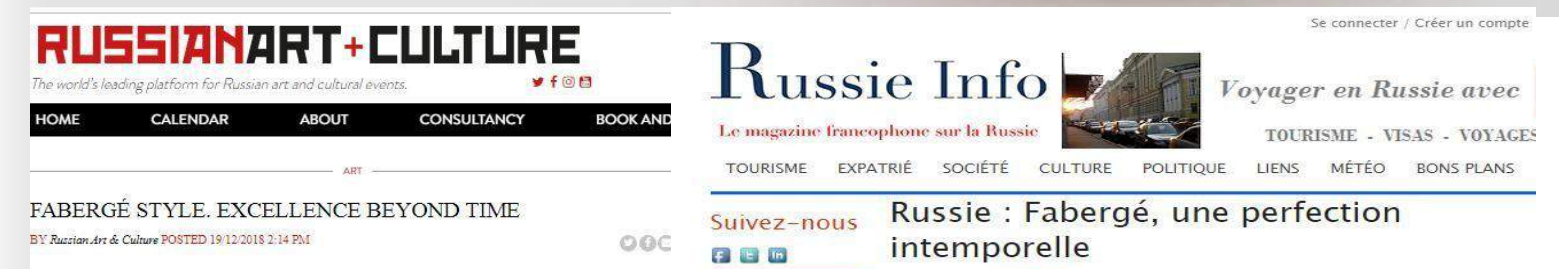 RUSSIANART+CULTURE
The world's leading platform for Russian art and cultural events.
HOME CALENDAR ABOUT CONSULTANCY BOOK AND
ART
FABERGÉ STYLE. EXCELLENCE BEYOND TIME
BY Russian Art & Culture POSTED 19/12/2018 2:14 PM
Se connecter / Créer un compte
Russie Info
Voyager en Russie avec
Le magazine francophone sur la Russie
TOURISME - VISAS - VOYAGES
TOURISME EXPATRIÉ SOCIÉTÉ CULTURE POLITIQUE LIENS MÉTÉO BONS PLANS
Suivez-nous
Russie : Fabergé, une perfection
intemporelle